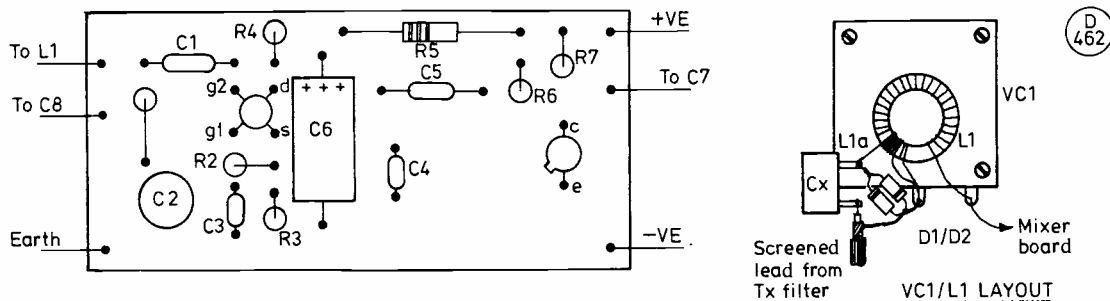 To L1
To C8
Earth
C1
R4
g2
d
g1
s
R2
C2
C3
R3
+ + +
C6
R5
C5
C4
R6
R7
c
e
+VE
To C7
-VE
D
462
VC1
L1a
L1
Cx
D1/D2
Mixer
board
Screened
lead from
Tx filter
VC1/L1 LAYOUT